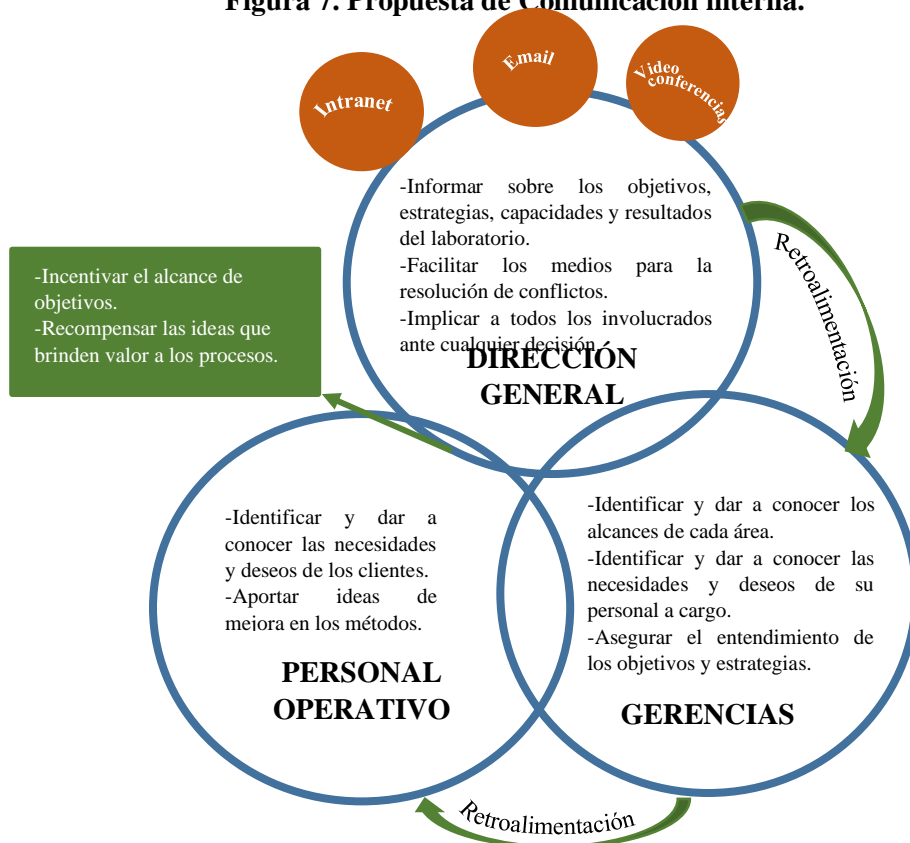 Figura 7. Propuesta de Comunicación interna.
Intranet
Email
Video
conferencias
-Informar sobre los objetivos,
estrategias, capacidades y resultados
del laboratorio.
-Facilitar los medios para la
resolución de conflictos.
-Implicar a todos los involucrados
ante cualquier decisión.
DIRECCIÓN
GENERAL
Retroalimentación
-Incentivar el alcance de
objetivos.
-Recompensar las ideas que
brinden valor a los procesos.
-Identificar y dar a
conocer las necesidades
y deseos de los clientes.
-Aportar ideas de
mejora en los métodos.
PERSONAL
OPERATIVO
-Identificar y dar a conocer los
alcances de cada área.
-Identificar y dar a conocer las
necesidades y deseos de su
personal a cargo.
-Asegurar el entendimiento de
los objetivos y estrategias.
GERENCIAS
Retroalimentación